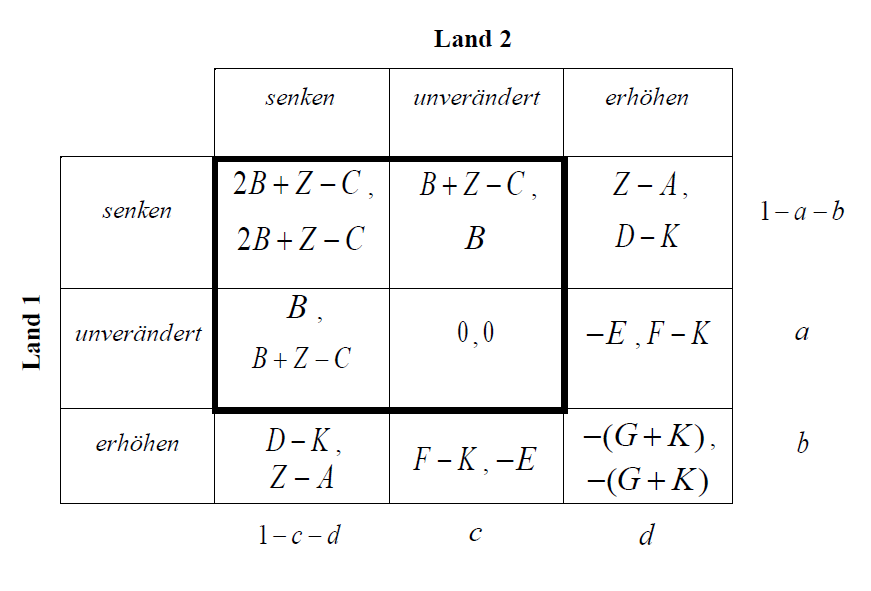 Land 2
senken unverändert erhöhen
senken
2B + Z − C ,
2B + Z − C
B + Z − C ,
B
Z − A ,
D − K
1 − a − b
Land 1
unverändert
B ,
B + Z − C
0 , 0
−E , F − K
a
erhöhen
D − K ,
Z − A
F − K , −E
−(G + K) ,
−(G + K)
b
1 − c − d c d